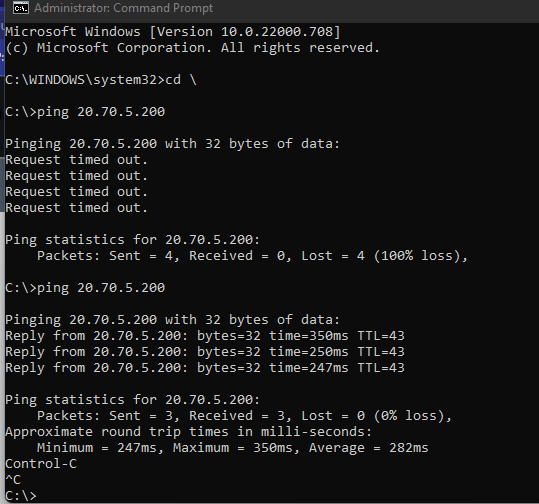 Administrator: Command Prompt
Microsoft Windows [Version 10.0.22000.708]
(c) Microsoft Corporation. All rights reserved.
C:\WINDOWS\system32>cd \
C:\>ping 20.70.5.200
Pinging 20.70.5.200 with 32 bytes of data:
Request timed out.
Request timed out.
Request timed out.
Request timed out.
Ping statistics for 20.70.5.200:
    Packets: Sent = 4, Received = 0, Lost = 4 (100% loss),
C:\>ping 20.70.5.200
Pinging 20.70.5.200 with 32 bytes of data:
Reply from 20.70.5.200: bytes=32 time=350ms TTL=43
Reply from 20.70.5.200: bytes=32 time=250ms TTL=43
Reply from 20.70.5.200: bytes=32 time=247ms TTL=43
Ping statistics for 20.70.5.200:
    Packets: Sent = 3, Received = 3, Lost = 0 (0% loss),
Approximate round trip times in milli-seconds:
    Minimum = 247ms, Maximum = 350ms, Average = 282ms
Control-C
^C
C:\>